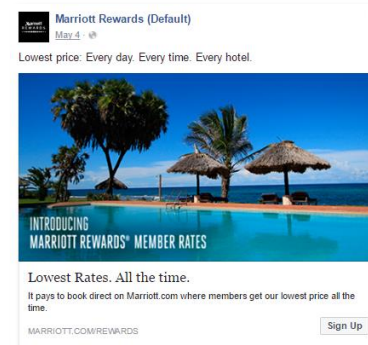 Marriott
REWARDS
Marriott Rewards (Default)
May 4 ·
Lowest price: Every day. Every time. Every hotel.
INTRODUCING
MARRIOTT REWARDS® MEMBER RATES
Lowest Rates. All the time.
It pays to book direct on Marriott.com where members get our lowest price all the
time.
MARRIOTT.COM/REWARDS
Sign Up